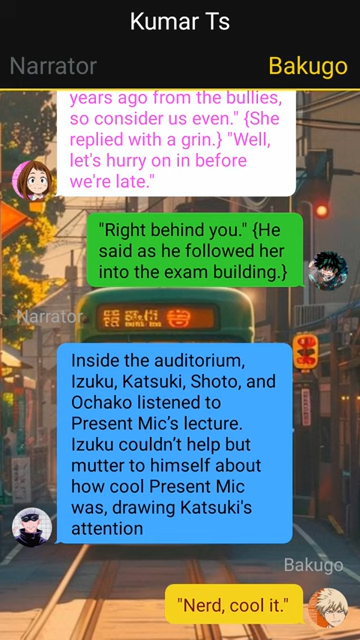 Kumar Ts
Narrator
Bakugo
years ago from the bullies,
so consider us even." {She
replied with a grin.} "Well,
let's hurry on in before
we're late."
"Right behind you." {He
said as he followed her
into the exam building.}
Narrator
Inside the auditorium,
Izuku, Katsuki, Shoto, and
Ochako listened to
Present Mic’s lecture.
Izuku couldn’t help but
mutter to himself about
how cool Present Mic
was, drawing Katsuki's
attention
Bakugo
"Nerd, cool it."